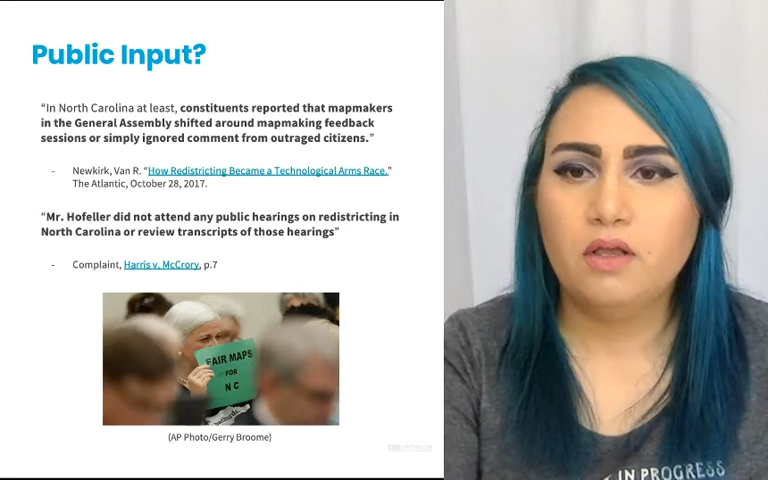 Public Input?
“In North Carolina at least, constituents reported that mapmakers
in the General Assembly shifted around mapmaking feedback
sessions or simply ignored comment from outraged citizens.”
- Newkirk, Van R. “How Redistricting Became a Technological Arms Race.”
The Atlantic, October 28, 2017.
“Mr. Hofeller did not attend any public hearings on redistricting in
North Carolina or review transcripts of those hearings”
- Complaint, Harris v. McCrory, p.7
FAIR MAPS
FOR
N C
(AP Photo/Gerry Broome)
IN PROGRESS